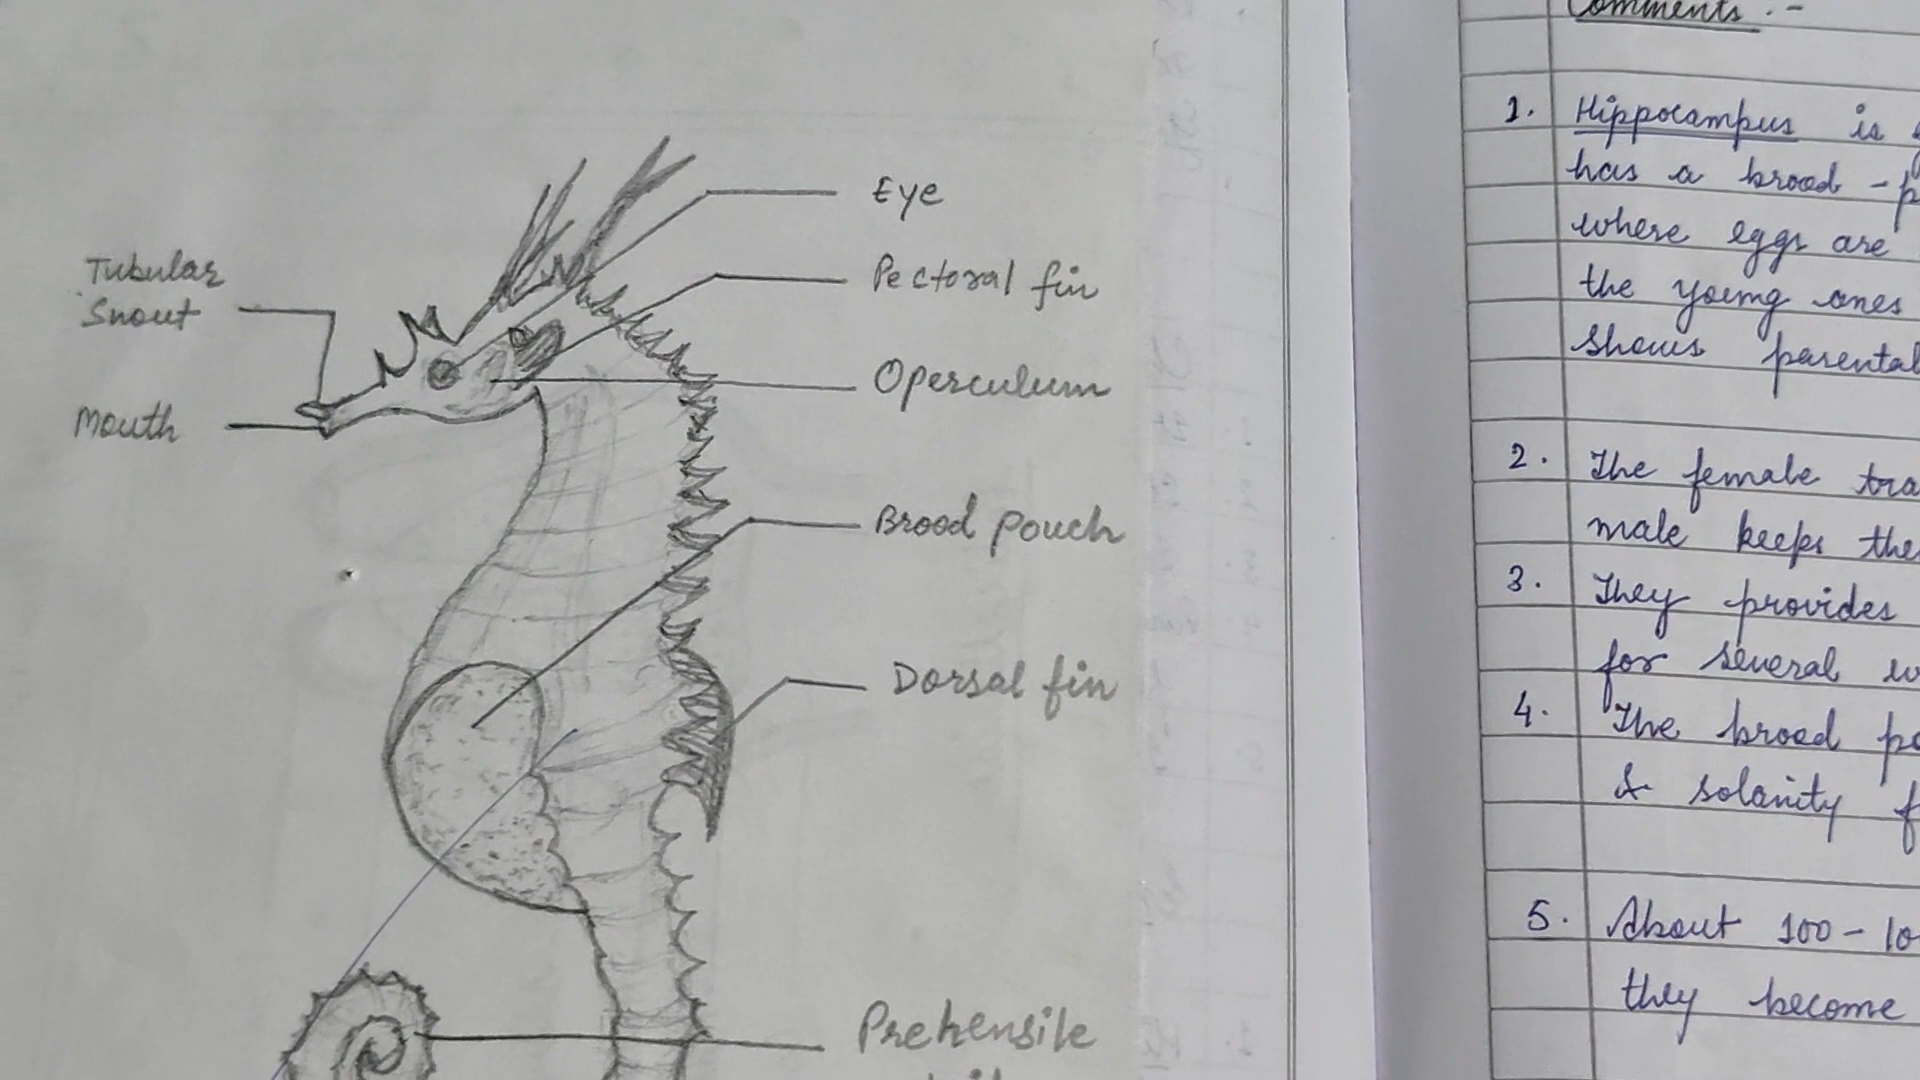 Eye
Tubular
Snout
Pectoral fin
Operculum
Mouth
Brood pouch
Dorsal fin
Prehensile
Comments :-
1. Hippocampus is
has a brood -
where eggs are
the young ones
shows parental
2. The female
male keeps
3. They provides
for several
4. The brood
& solanity
5. About 100 -
they become